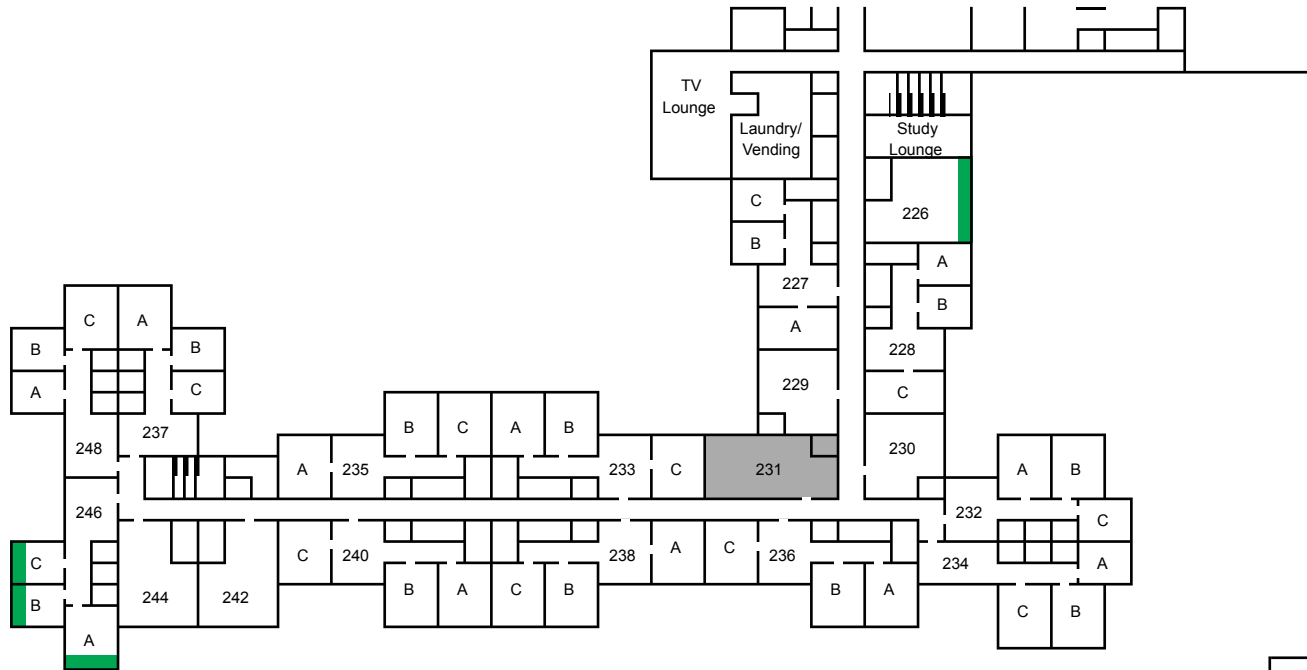 TV
Lounge
Laundry/
Vending
Study
Lounge
C
226
B
A
227
B
A
228
C A
B B
229
C
A C
237
B C A B
248
A 235
233 C
231
230
A B
246
232
C
C
C 240
238 A C 236
234
A
B
244 242
B A C B
B A
C B
A